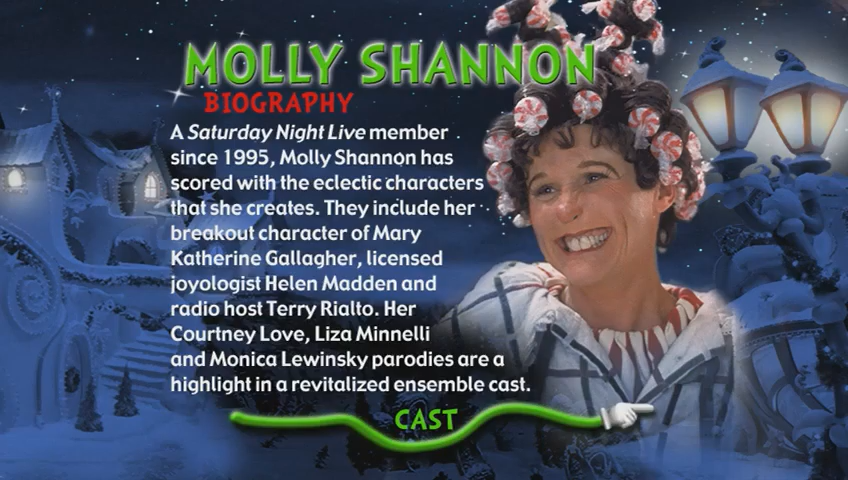 MOLLY SHANNON
BIOGRAPHY
A Saturday Night Live member
since 1995, Molly Shannon has
scored with the eclectic characters
that she creates. They include her
breakout character of Mary
Katherine Gallagher, licensed
joyologist Helen Madden and
radio host Terry Rialto. Her
Courtney Love, Liza Minnelli
and Monica Lewinsky parodies are a
highlight in a revitalized ensemble cast.
CAST